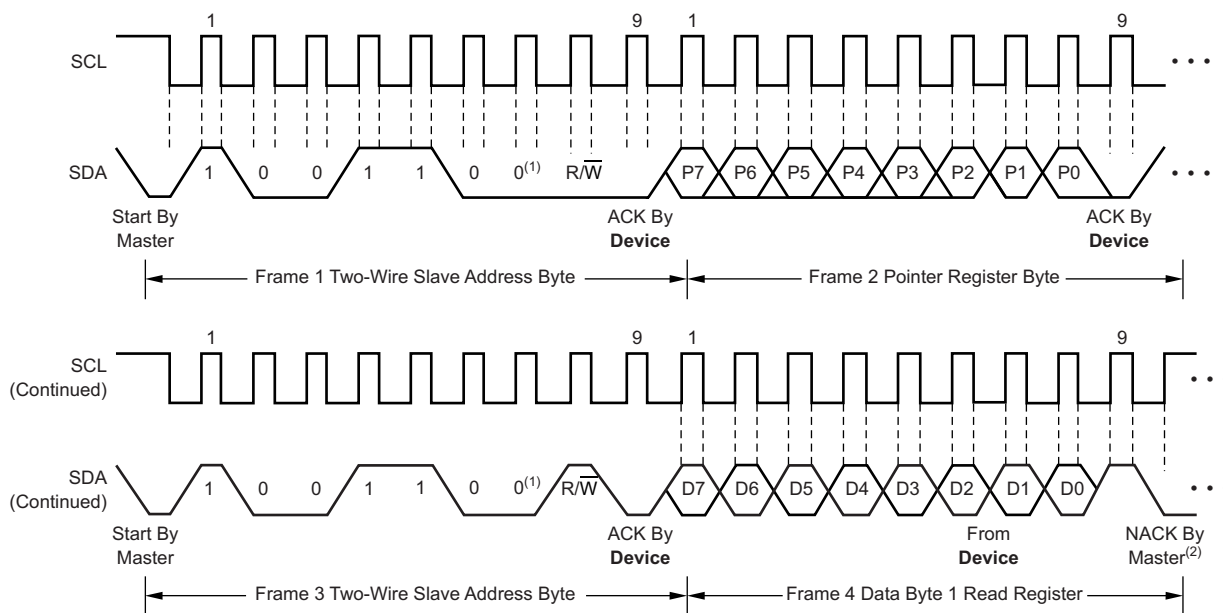 1 9 1 9
SCL
SDA
1 0 0 1 1 0 0(1) R/W P7 P6 P5 P4 P3 P2 P1 P0
Start By
Master
ACK By
Device
ACK By
Device
Frame 1 Two-Wire Slave Address Byte
Frame 2 Pointer Register Byte
1 9 1 9
SCL
(Continued)
SDA
(Continued)
1 0 0 1 1 0 0(1) R/W D7 D6 D5 D4 D3 D2 D1 D0
Start By
Master
ACK By
Device
From
Device
NACK By
Master(2)
Frame 3 Two-Wire Slave Address Byte
Frame 4 Data Byte 1 Read Register